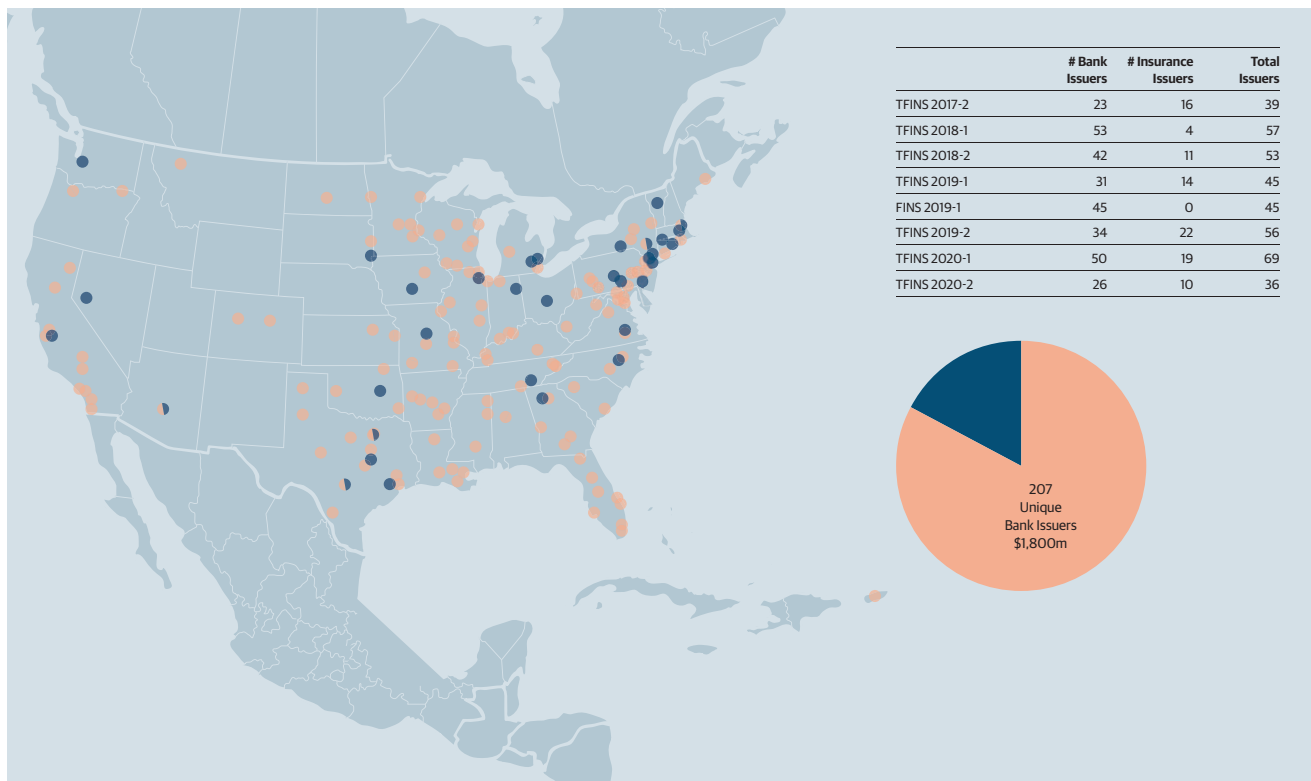 # Bank Issuers # Insurance Issuers Total Issuers
TFINS 2017-2 23 16 39
TFINS 2018-1 53 4 57
TFINS 2018-2 42 11 53
TFINS 2019-1 31 14 45
FINS 2019-1 45 0 45
TFINS 2019-2 34 22 56
TFINS 2020-1 50 19 69
TFINS 2020-2 26 10 36
207
Unique
Bank Issuers
$1,800m